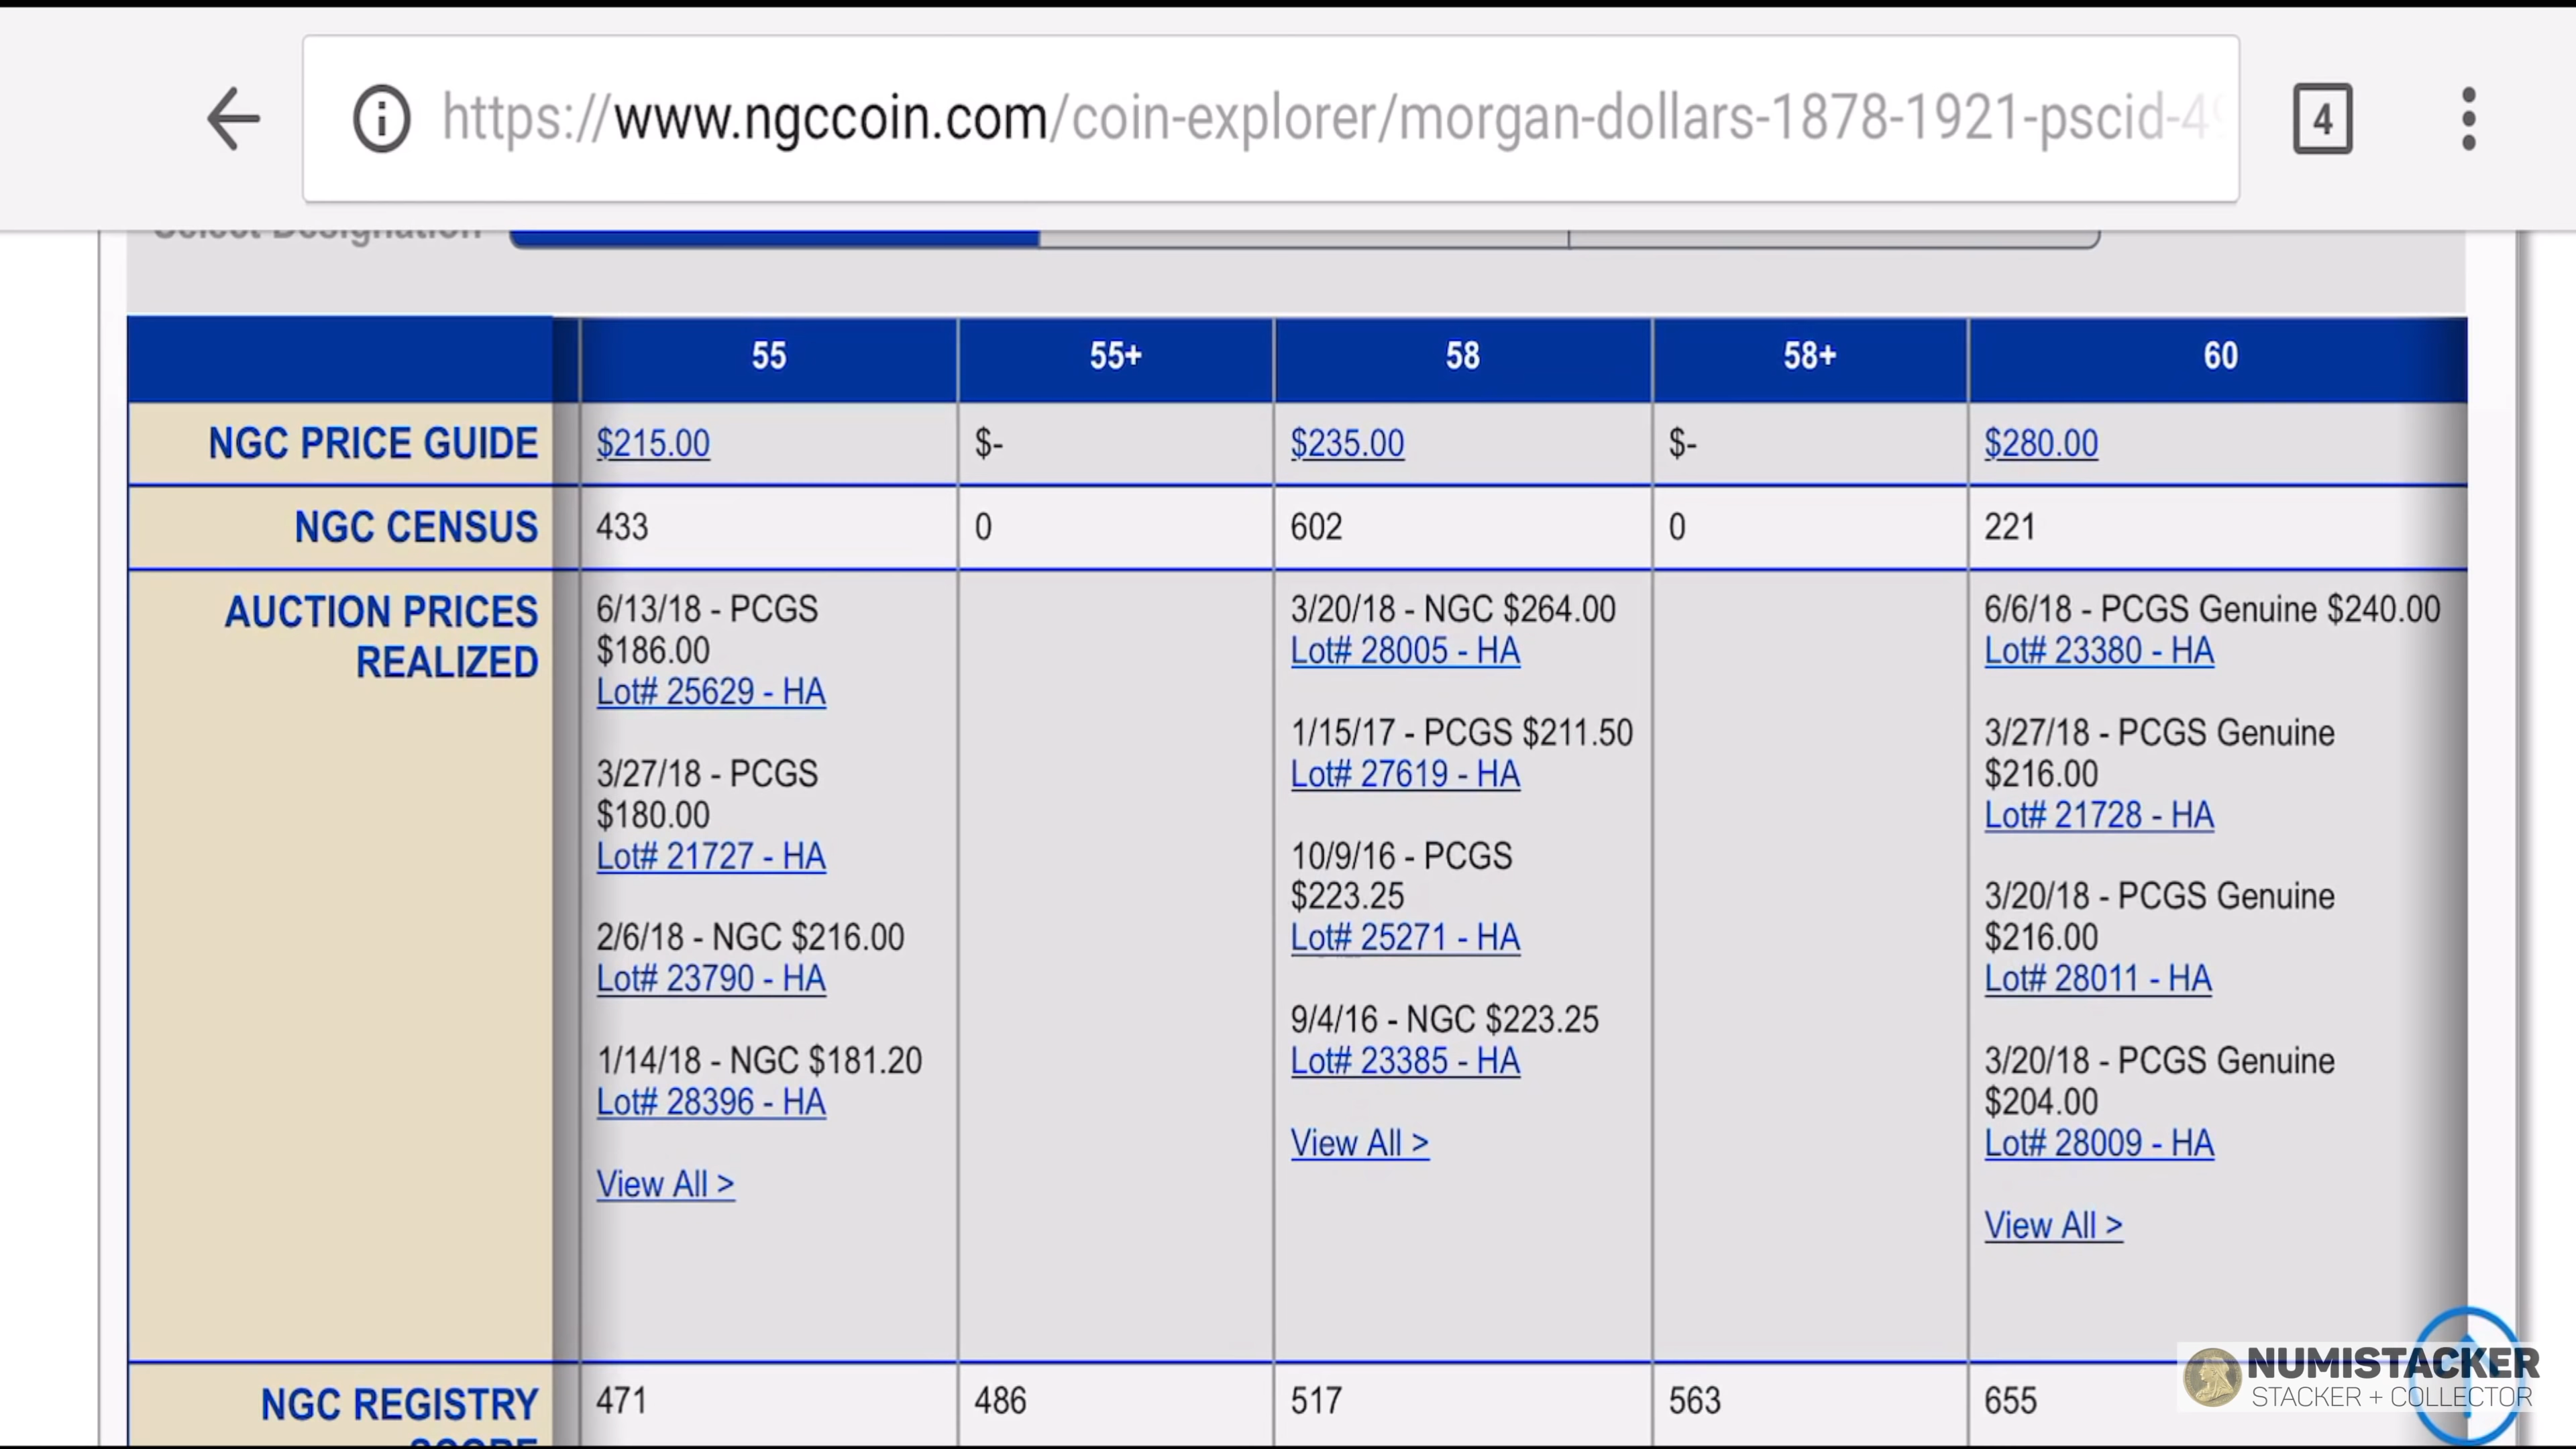 https://www.ngccoin.com/coin-explorer/morgan-dollars-1878-1921-pscid-49
4
Select Designation
55 55+ 58 58+ 60
NGC PRICE GUIDE $215.00 $- $235.00 $- $280.00
NGC CENSUS 433 0 602 0 221
AUCTION PRICES
REALIZED
6/13/18 - PCGS
$186.00
Lot# 25629 - HA
3/27/18 - PCGS
$180.00
Lot# 21727 - HA
2/6/18 - NGC $216.00
Lot# 23790 - HA
1/14/18 - NGC $181.20
Lot# 28396 - HA
View All >
3/20/18 - NGC $264.00
Lot# 28005 - HA
1/15/17 - PCGS $211.50
Lot# 27619 - HA
10/9/16 - PCGS
$223.25
Lot# 25271 - HA
9/4/16 - NGC $223.25
Lot# 23385 - HA
View All >
6/6/18 - PCGS Genuine $240.00
Lot# 23380 - HA
3/27/18 - PCGS Genuine
$216.00
Lot# 21728 - HA
3/20/18 - PCGS Genuine
$216.00
Lot# 28011 - HA
3/20/18 - PCGS Genuine
$204.00
Lot# 28009 - HA
View All >
NGC REGISTRY 471 486 517 563 655
SCORE
NUMISTACKER
STACKER + COLLECTOR